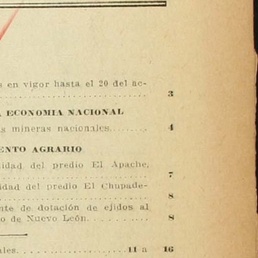 s en vigor hasta el 20 del ac-
3
ECONOMIA NACIONAL
s mineras nacionales 4
ENTO AGRARIO
idad del predio El Apache,
7
idad del predio El Chupade-
8
nte de dotación de ejidos al
o de Nuevo León. 8
ales. 11 a 16